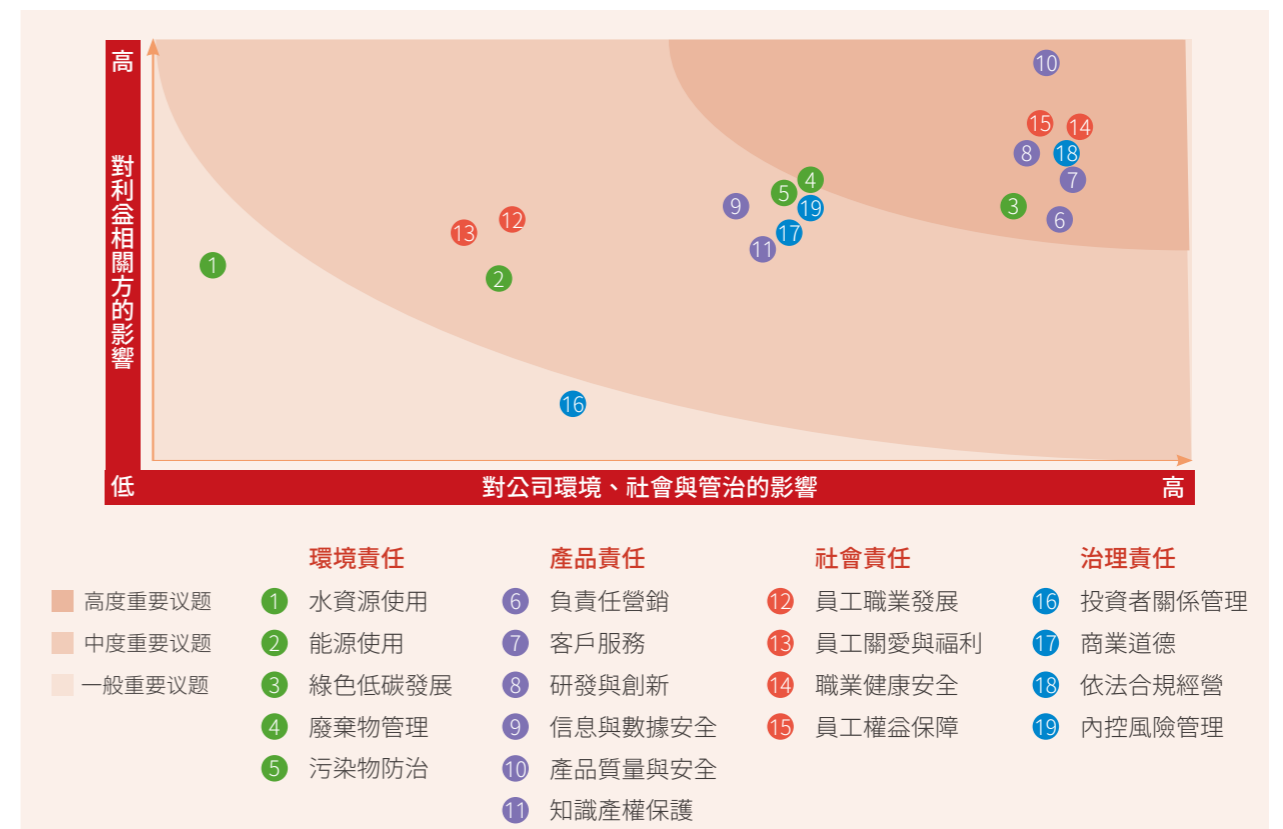 高
對利益相關方的影響
10
15
14
8
18
4
7
5
9
19
3
12
6
13
17
11
1
2
16
低
對公司環境、社會與管治的影響
高
環境責任
產品責任
社會責任
治理責任
高度重要议题
1 水資源使用
6 負責任營銷
12 員工職業發展
16 投資者關係管理
中度重要议题
2 能源使用
7 客戶服務
13 員工關愛與福利
17 商業道德
一般重要议题
3 綠色低碳發展
8 研發與創新
14 職業健康安全
18 依法合規經營
4 廢棄物管理
9 信息與數據安全
15 員工權益保障
19 內控風險管理
5 污染物防治
10 產品質量與安全
11 知識產權保護